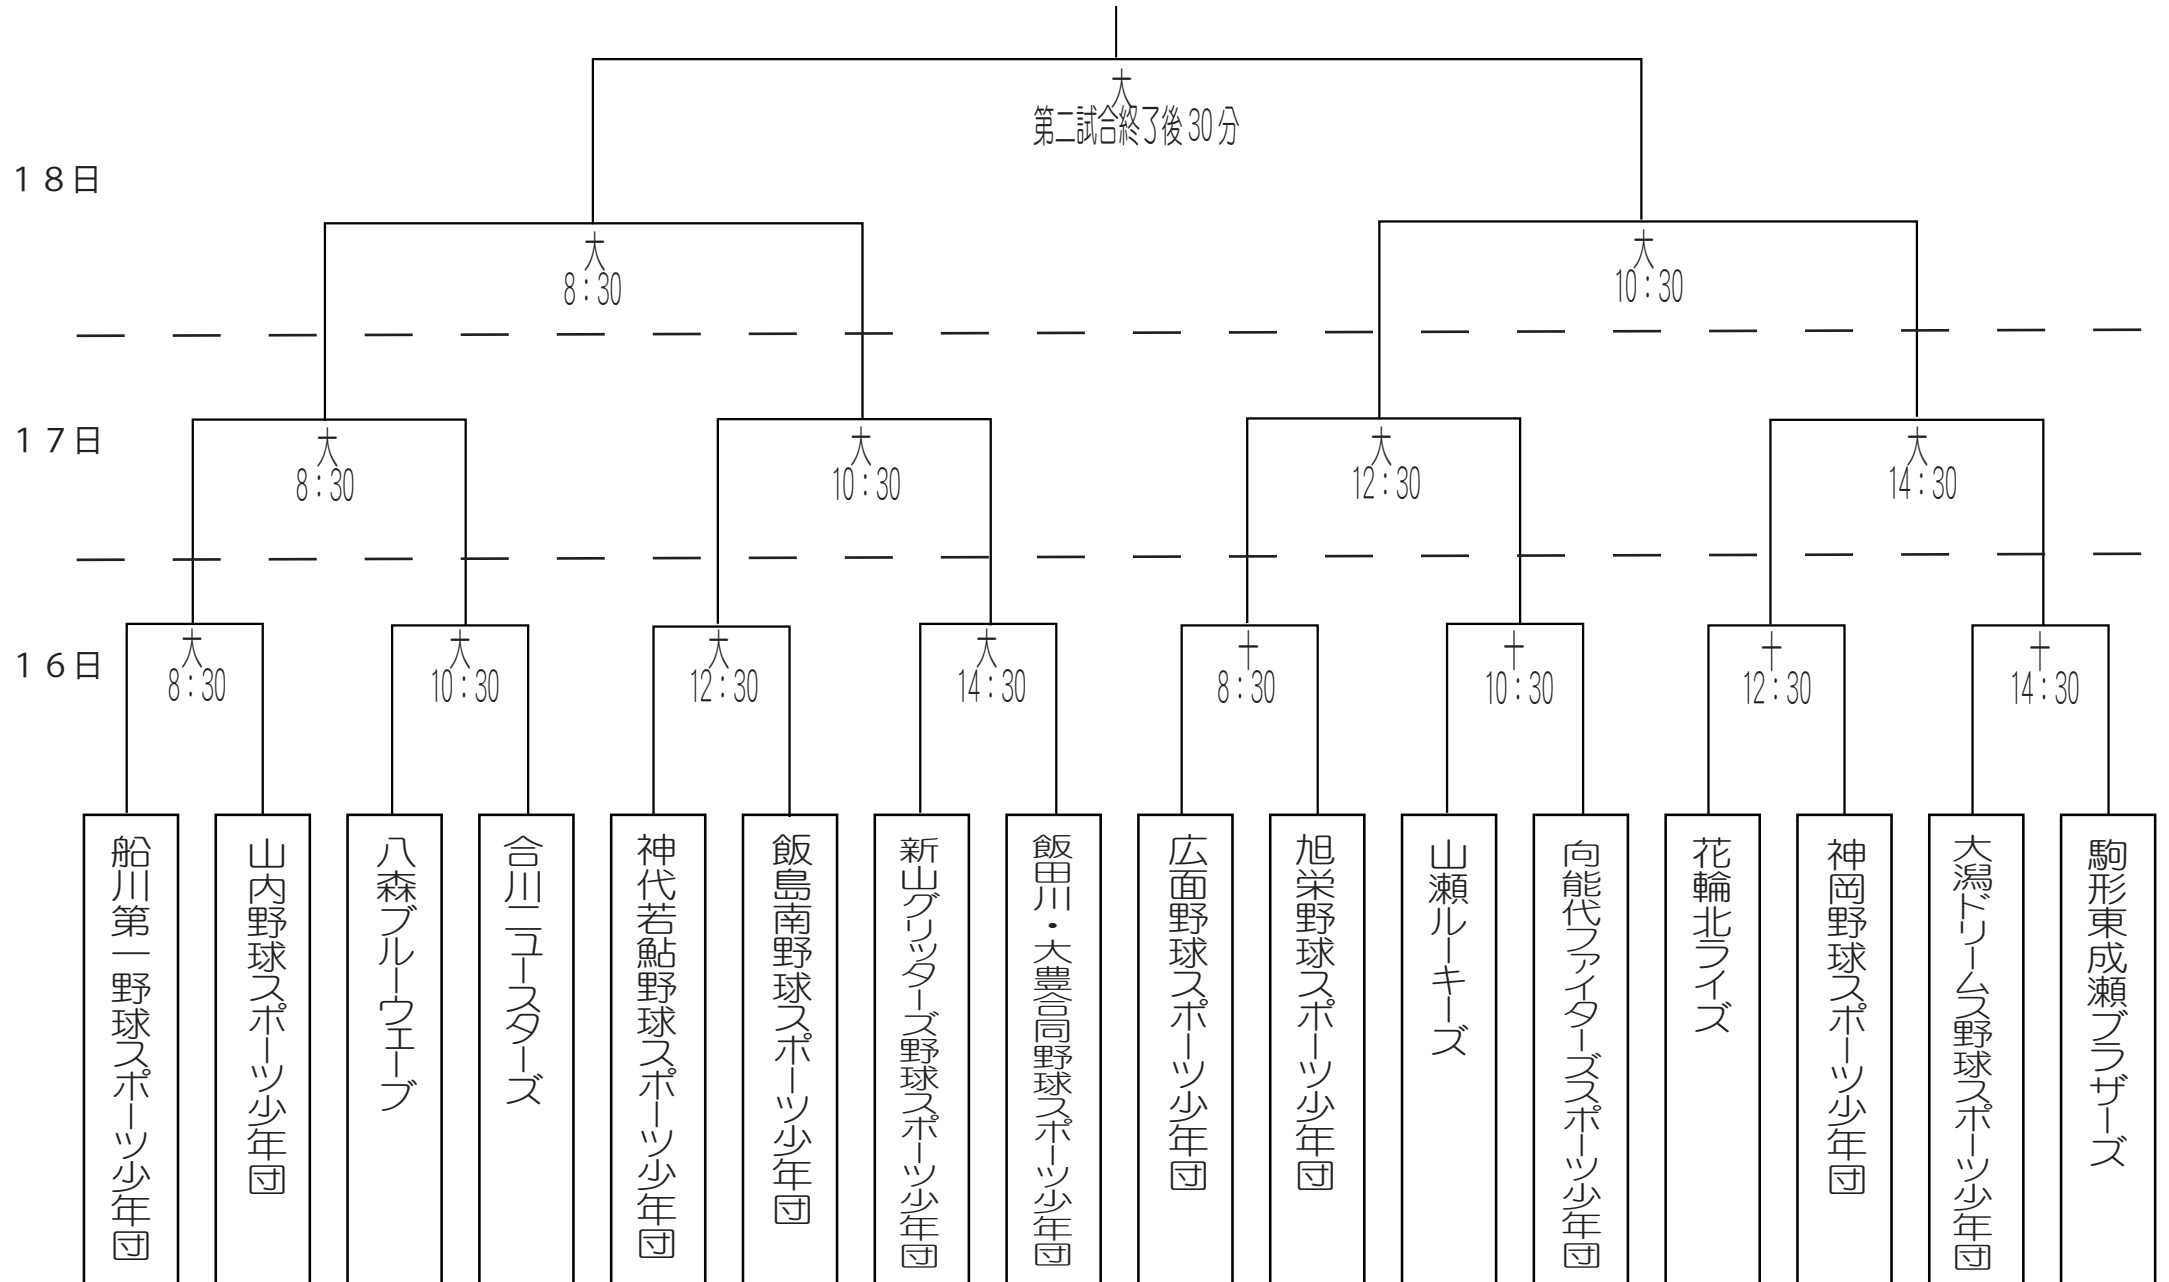 大
第二試合終了後30分
18日
大
8：30
大
10：30
17日
大
8：30
大
10：30
大
12：30
大
14：30
16日
大
8：30
大
10：30
大
12：30
大
14：30
十
8：30
十
10：30
十
12：30
十
14：30
船川第一野球スポーツ少年団
山内野球スポーツ少年団
八森ブルーウェーブ
合川ニュースターズ
神代若鮎野球スポーツ少年団
飯島南野球スポーツ少年団
新山グリッターズ野球スポーツ少年団
飯田川・大豊合同野球スポーツ少年団
広面野球スポーツ少年団
旭栄野球スポーツ少年団
山瀬ルーキーズ
向能代ファイターズスポーツ少年団
花輪北ライズ
神岡野球スポーツ少年団
大潟ドリームス野球スポーツ少年団
駒形東成瀬ブラザーズ